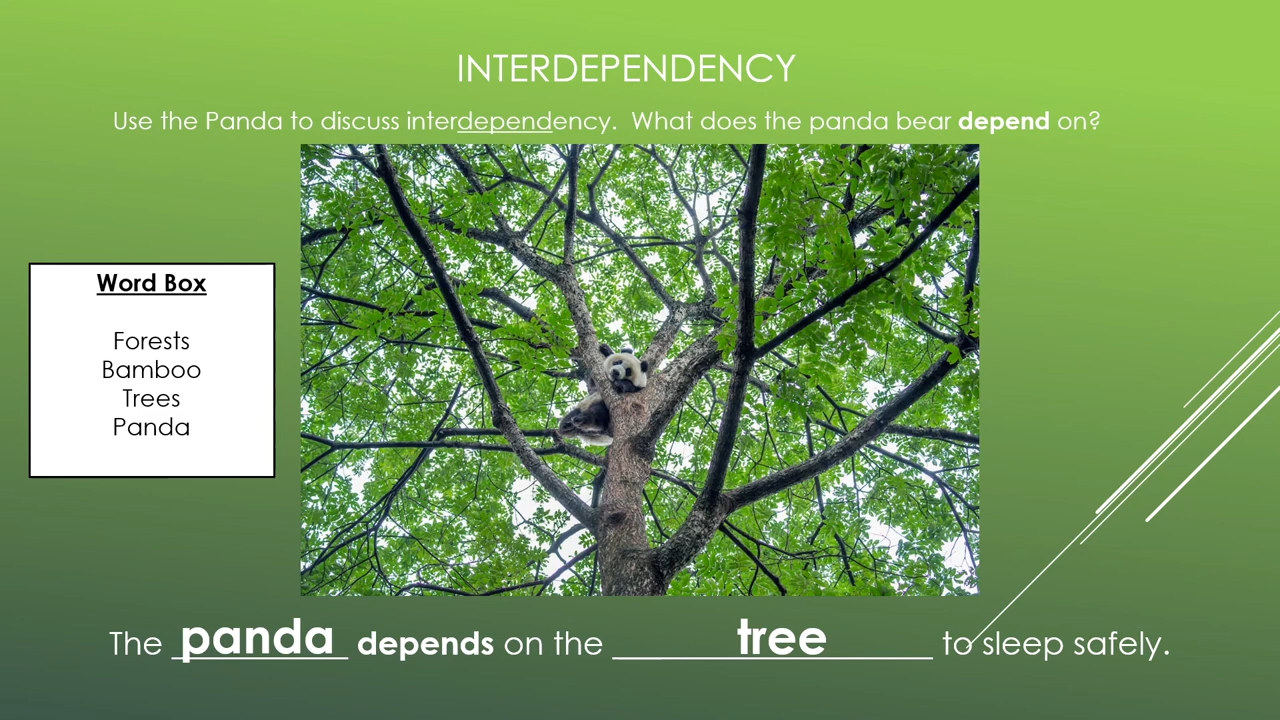 INTERDEPENDENCY
Use the Panda to discuss interdependency. What does the panda bear depend on?
Word Box
Forests
Bamboo
Trees
Panda
The panda depends on the tree to sleep safely.